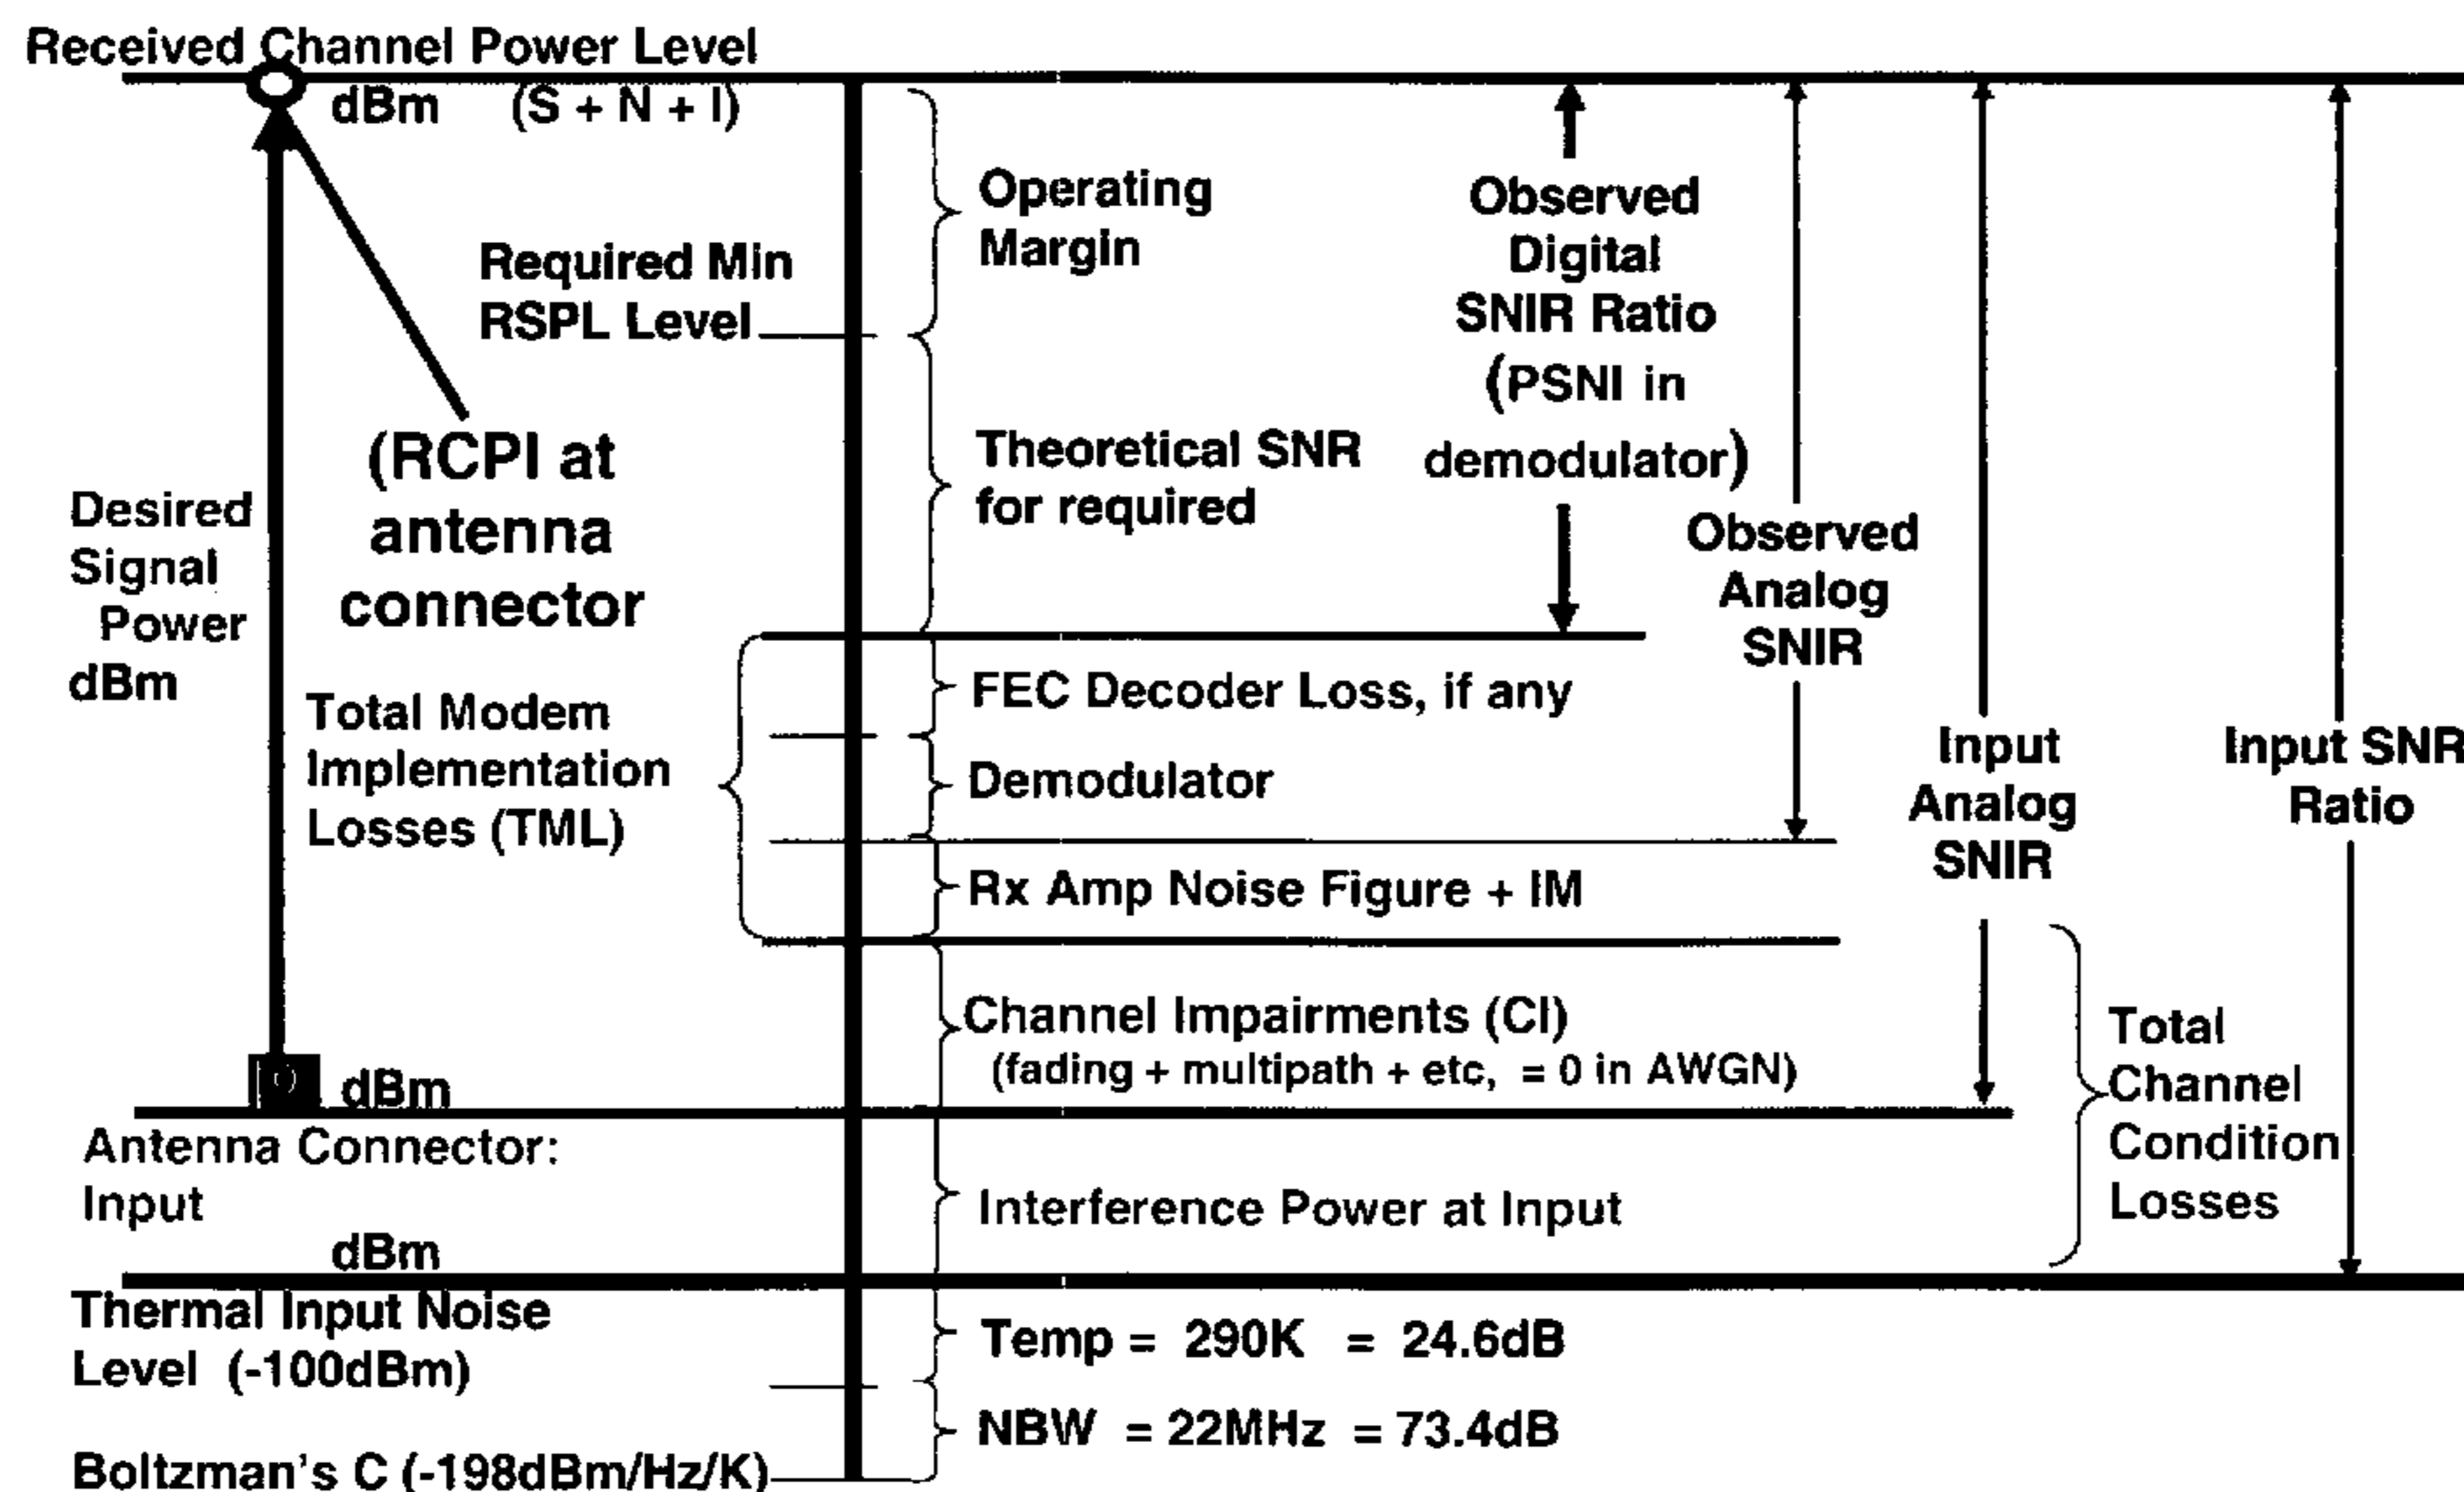 Received Channel Power Level
dBm (S + N + I)
Operating
Margin
Required Min
RSPL Level
(RCPI at
antenna
connector
Desired
Signal
Power
dBm
Theoretical SNR
for required
Observed
Digital
SNIR Ratio
(PSNI in
demodulator)
Observed
Analog
SNIR
Input
Analog
SNIR
Input SNR
Ratio
Total Modem
Implementation
Losses (TML)
FEC Decoder Loss, if any
Demodulator
Rx Amp Noise Figure + IM
Channel Impairments (CI)
(fading + multipath + etc, = 0 in AWGN)
Total
Channel
Condition
Losses
dBm
Antenna Connector:
Input
Interference Power at Input
dBm
Thermal Input Noise
Level (-100dBm)
Temp = 290K = 24.6dB
NBW = 22MHz = 73.4dB
Boltzman's C (-198dBm/Hz/K)